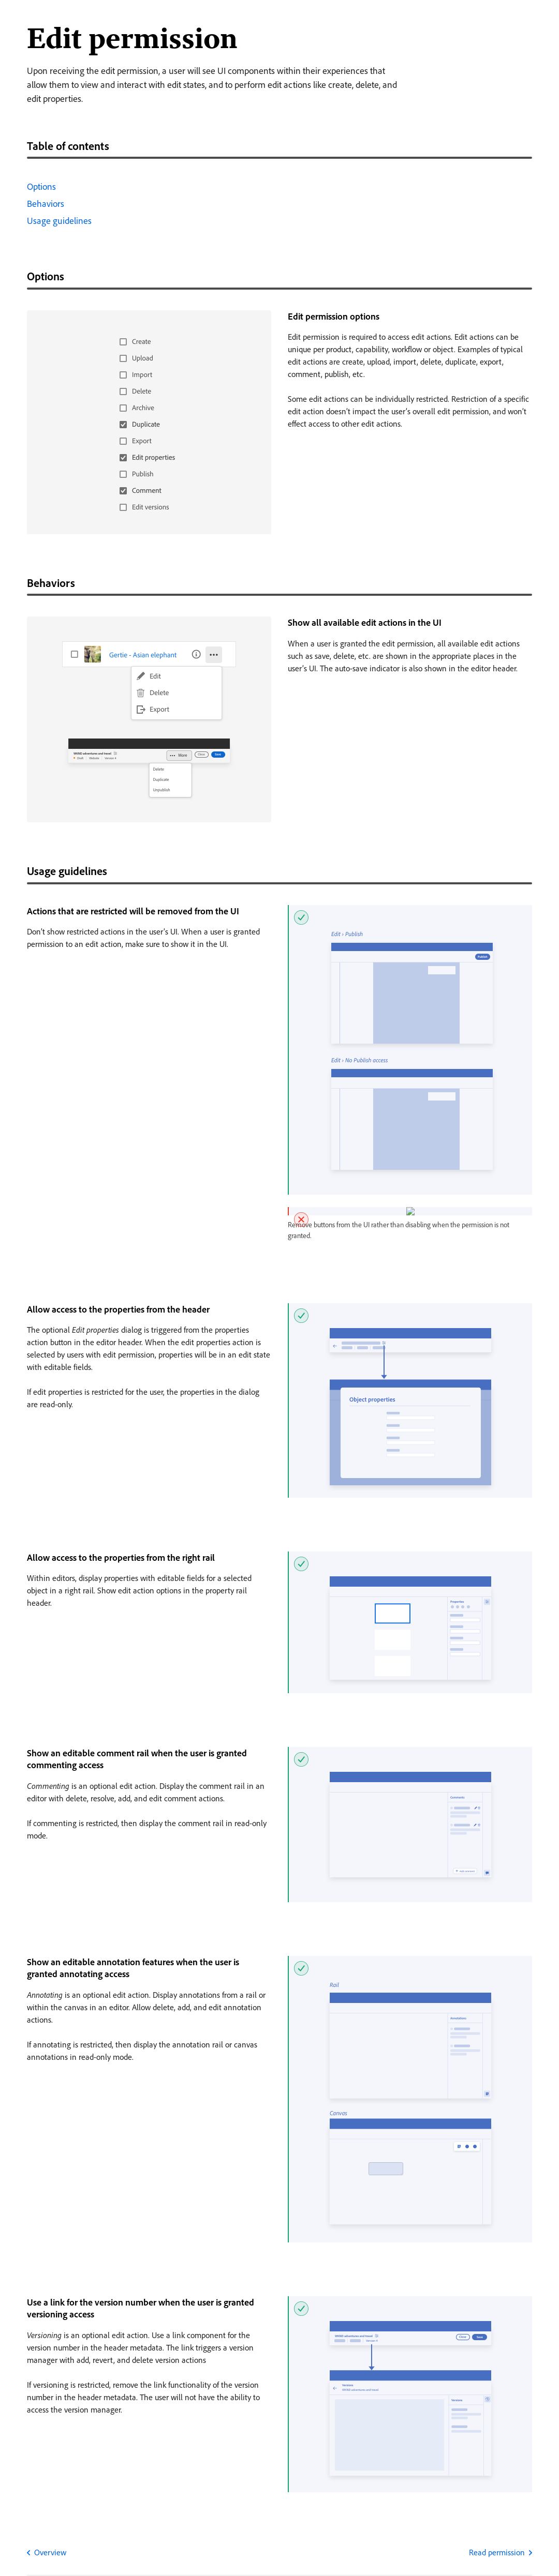 Edit permission
Upon receiving the edit permission, a user will see UI components within their experiences that
allow them to view and interact with edit states, and to perform edit actions like create, delete, and
edit properties.
Table of contents
Options
Behaviors
Usage guidelines
Options
Create
Upload
Import
Delete
Archive
Duplicate
Export
Edit properties
Publish
Comment
Edit versions
Edit permission options
Edit permission is required to access edit actions. Edit actions can be
unique per product, capability, workflow or object. Examples of typical
edit actions are create, upload, import, delete, duplicate, export,
comment, publish, etc.
Some edit actions can be individually restricted. Restriction of a specific
edit action doesn't impact the user's overall edit permission, and won't
effect access to other edit actions.
Behaviors
Gertie - Asian elephant
Edit
Delete
Export
More
Delete
Duplicate
Unpublish
Show all available edit actions in the UI
When a user is granted the edit permission, all available edit actions
such as save, delete, etc. are shown in the appropriate places in the
user's UI. The auto-save indicator is also shown in the editor header.
Usage guidelines
Actions that are restricted will be removed from the UI
Don't show restricted actions in the user's UI. When a user is granted
permission to an edit action, make sure to show it in the UI.
Edit › Publish
Publish
Edit › No Publish access
Remove buttons from the UI rather than disabling when the permission is not
granted.
Allow access to the properties from the header
The optional Edit properties dialog is triggered from the properties
action button in the editor header. When the edit properties action is
selected by users with edit permission, properties will be in an edit state
with editable fields.
If edit properties is restricted for the user, the properties in the dialog
are read-only.
Object properties
Allow access to the properties from the right rail
Within editors, display properties with editable fields for a selected
object in a right rail. Show edit action options in the property rail
header.
Properties
Show an editable comment rail when the user is granted
commenting access
Commenting is an optional edit action. Display the comment rail in an
editor with delete, resolve, add, and edit comment actions.
If commenting is restricted, then display the comment rail in read-only
mode.
Comments
Show an editable annotation features when the user is
granted annotating access
Annotating is an optional edit action. Display annotations from a rail or
within the canvas in an editor. Allow delete, add, and edit annotation
actions.
If annotating is restricted, then display the annotation rail or canvas
annotations in read-only mode.
Rail
Annotations
Canvas
Use a link for the version number when the user is granted
versioning access
Versioning is an optional edit action. Use a link component for the
version number in the header metadata. The link triggers a version
manager with add, revert, and delete version actions
If versioning is restricted, remove the link functionality of the version
number in the header metadata. The user will not have the ability to
access the version manager.
Versions
Versions
Overview
Read permission